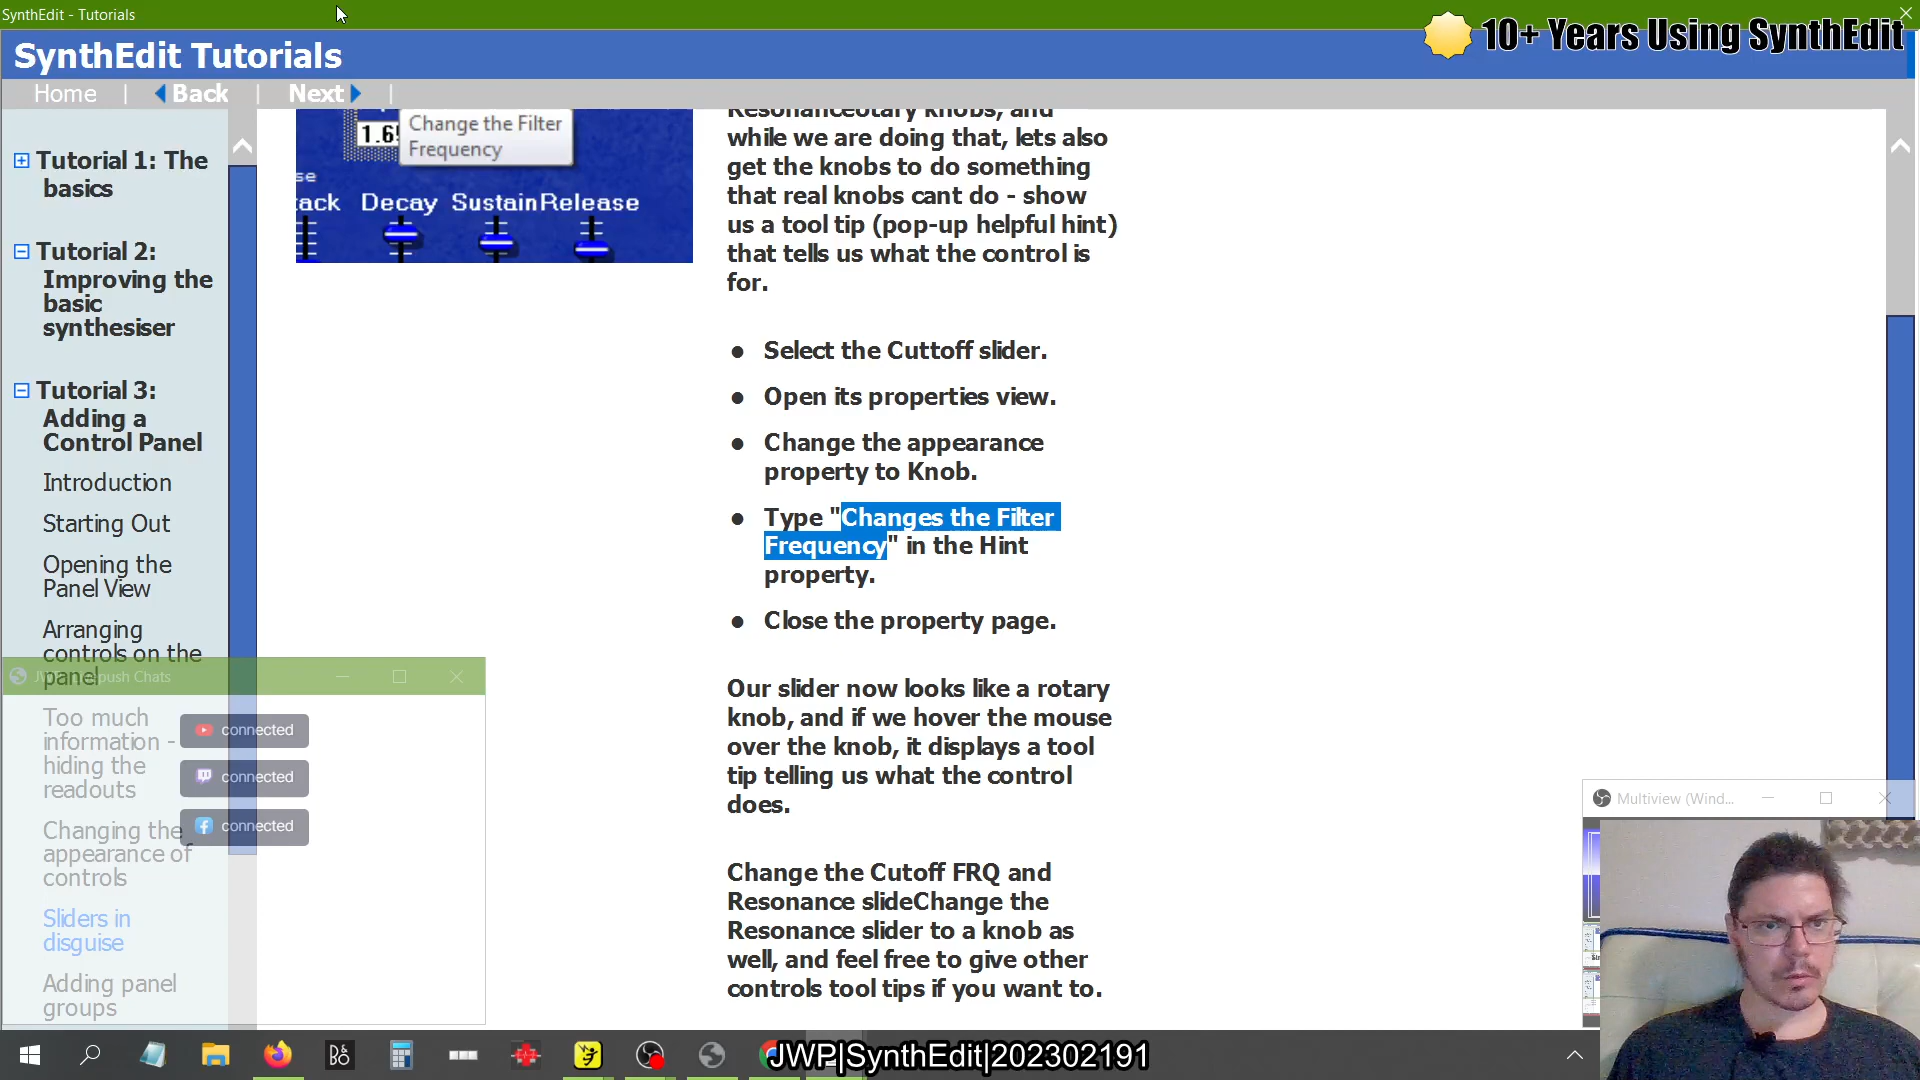 SynthEdit - Tutorials
10+ Years Using SynthEdit
SynthEdit Tutorials
Home | Back | Next |
Tutorial 1: The
basics
Tutorial 2:
Improving the
basic
synthesiser
Tutorial 3:
Adding a
Control Panel
Introduction
Starting Out
Opening the
Panel View
Arranging
controls on the
panel
Too much
information -
hiding the
readouts
Changing the
appearance of
controls
Sliders in
disguise
Adding panel
groups
push Chats
connected
connected
connected
1.6
Change the Filter
Frequency
Decay Sustain Release
Resonanceotary knobs, and
while we are doing that, lets also
get the knobs to do something
that real knobs cant do - show
us a tool tip (pop-up helpful hint)
that tells us what the control is
for.
● Select the Cuttoff slider.
● Open its properties view.
● Change the appearance
property to Knob.
● Type "Changes the Filter
Frequency" in the Hint
property.
● Close the property page.
Our slider now looks like a rotary
knob, and if we hover the mouse
over the knob, it displays a tool
tip telling us what the control
does.
Change the Cutoff FRQ and
Resonance slideChange the
Resonance slider to a knob as
well, and feel free to give other
controls tool tips if you want to.
Multiview (Wind...
JWP|SynthEdit|202302191